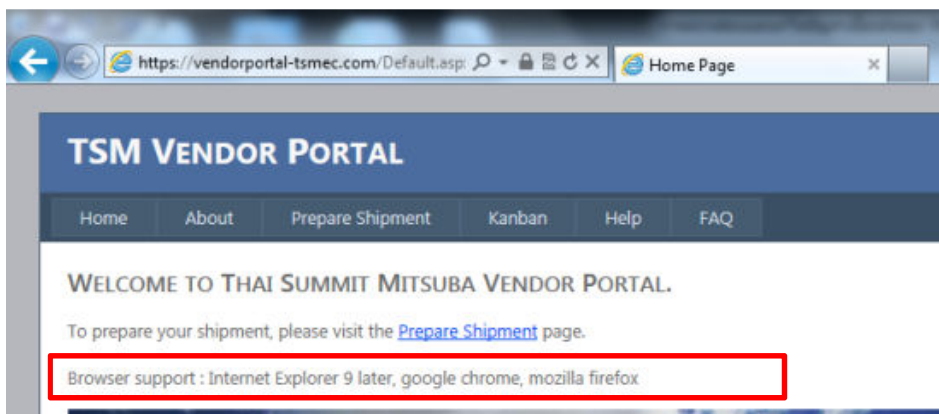 https://vendorportal-tsmec.com/Default.asp
Home Page
TSM VENDOR PORTAL
Home About Prepare Shipment Kanban Help FAQ
WELCOME TO THAI SUMMIT MITSUBA VENDOR PORTAL.
To prepare your shipment, please visit the Prepare Shipment page.
Browser support : Internet Explorer 9 later, google chrome, mozilla firefox